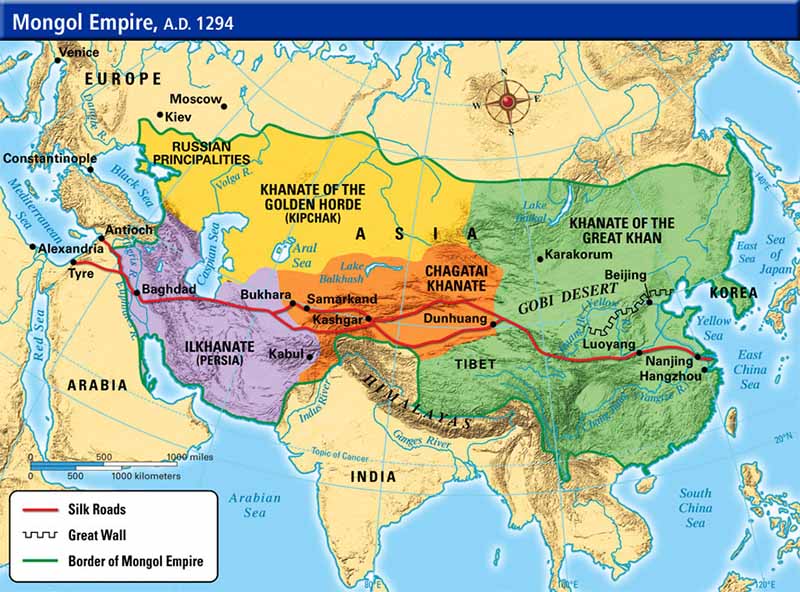 Mongol Empire, A.D. 1294
Venice
EUROPE
Moscow
Kiev
Danube R.
RUSSIAN
PRINCIPALITIES
Volga R.
Constantinople
Black Sea
Mediterranean
Sea
KHANATE OF THE
GOLDEN HORDE
(KIPCHAK)
N
W
E
S
ASIA
Lake
Baikal
KHANATE OF THE
GREAT KHAN
140°E
Antioch
Alexandria
Tyre
Tigris R.
Caspian Sea
Aral
Sea
Lake
Balkhash
CHAGATAI
KHANATE
Karakorum
Beijing
East
Sea
Sea
of
Japan
Baghdad
Bukhara
Samarkand
Kashgar
Dunhuang
GOBI DESERT
Yellow
KOREA
Yellow
Sea
Red Sea
ILKHANATE
(PERSIA)
Kabul
TIBET
Luoyang
Nanjing
Hangzhou
East
China
Sea
ARABIA
Indus River
HIMALAYAS
Yangtze R.
Ganges River
Tropic of Cancer
20°N
0
500
1000 miles
0
500
1000 kilometers
INDIA
Arabian
Sea
South
China
Sea
Silk Roads
Great Wall
Border of Mongol Empire
80°E
100°E
120°E